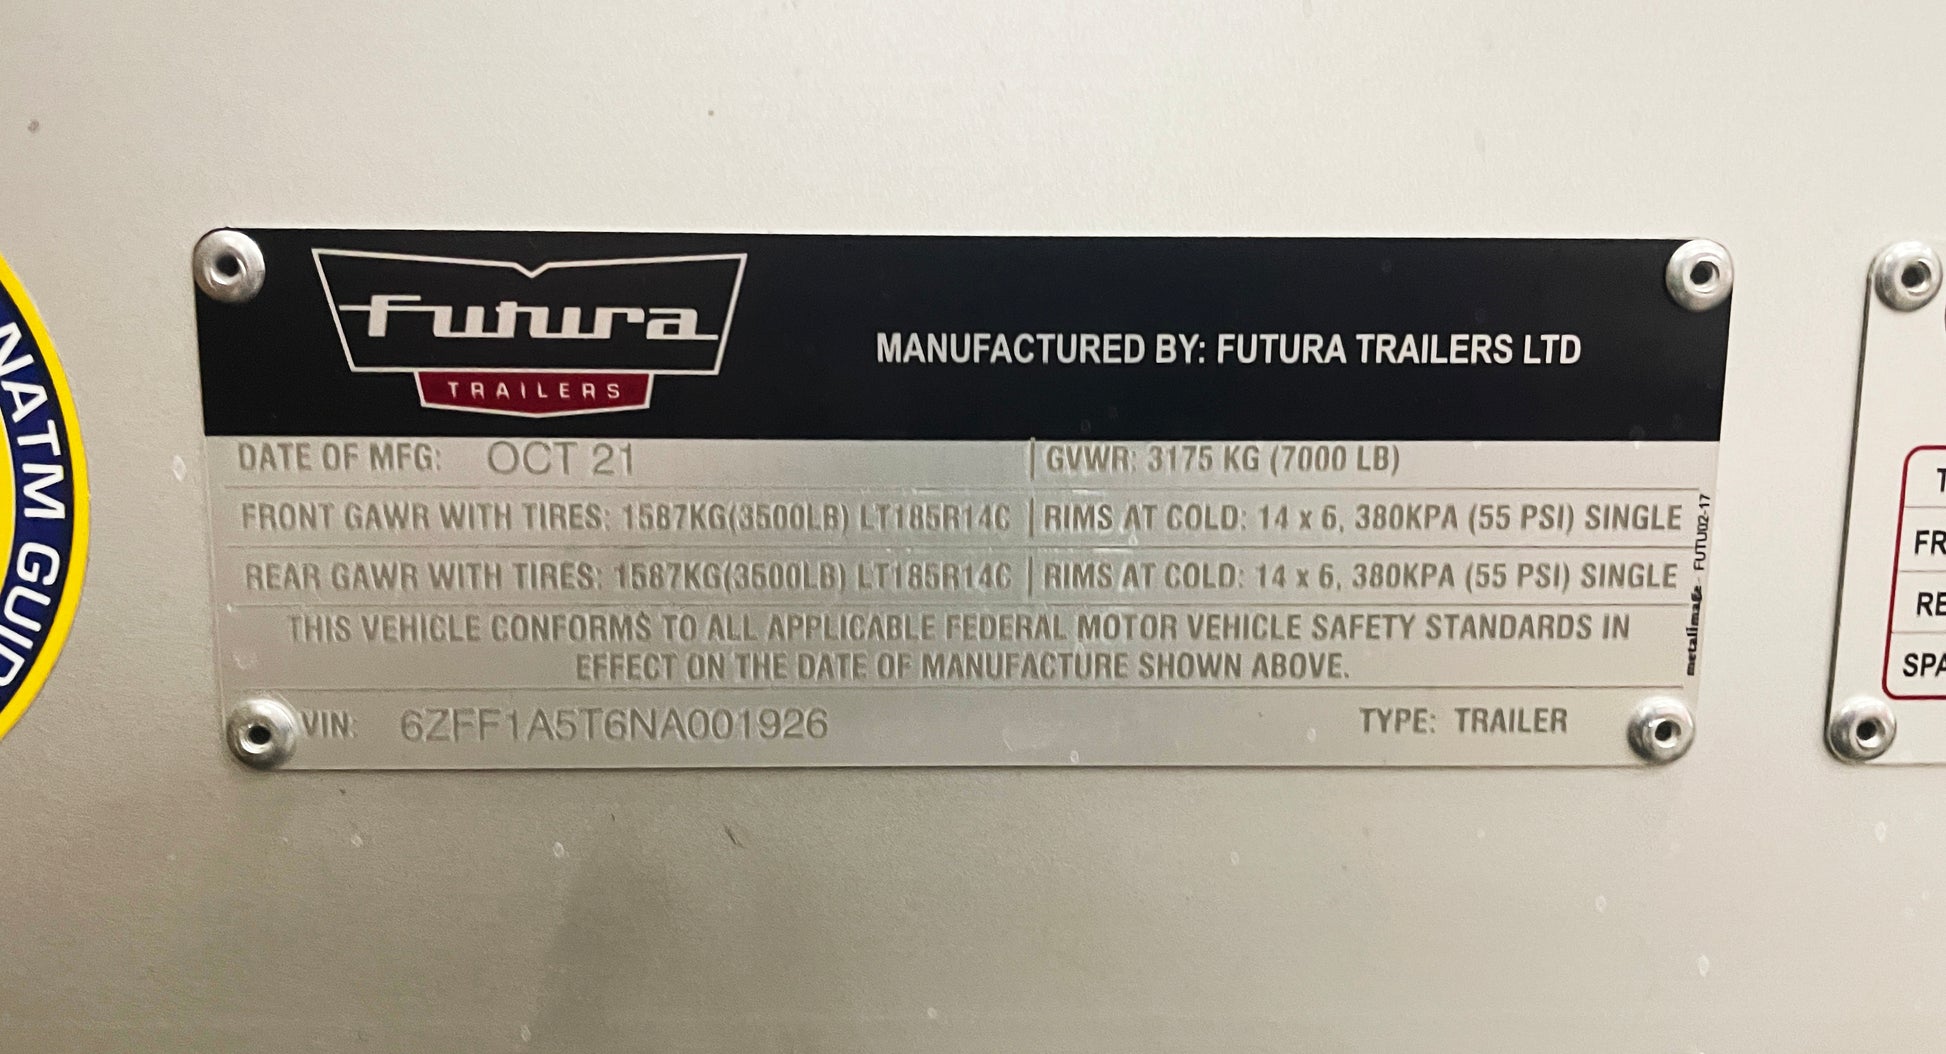 Futura
TRAILERS
MANUFACTURED BY: FUTURA TRAILERS LTD
DATE OF MFG: OCT 21 GVWR: 3175 KG (7000 LB)
FRONT GAWR WITH TIRES: 1587KG(3500LB) LT185R14C RIMS AT COLD: 14 x 6, 380KPA (55 PSI) SINGLE
REAR GAWR WITH TIRES: 1587KG(3500LB) LT185R14C RIMS AT COLD: 14 x 6, 380KPA (55 PSI) SINGLE
THIS VEHICLE CONFORMS TO ALL APPLICABLE FEDERAL MOTOR VEHICLE SAFETY STANDARDS IN
EFFECT ON THE DATE OF MANUFACTURE SHOWN ABOVE.
VIN: 6ZFF1A5T6NA001926 TYPE: TRAILER
metalimage - FUTU02-17
NATM GUID
T
FR
RE
SPA